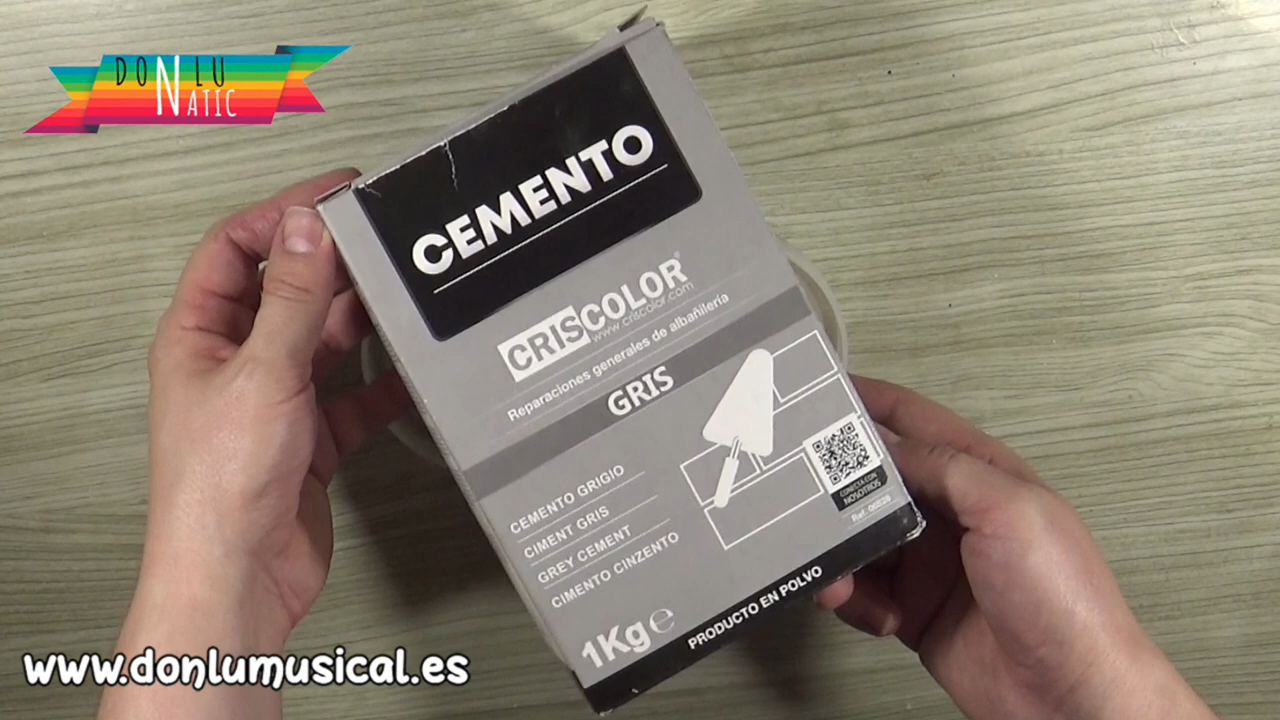 DON LU
NATIC
CEMENTO
CRISCOLOR®
www.criscolor.com
Reparaciones generales de albañilería
GRIS
CEMENTO GRIGIO
CIMENT GRIS
GREY CEMENT
CIMENTO CINZENTO
CONECTA CON
NOSOTROS
1Kg℮
PRODUCTO EN POLVO
www.donlumusical.es